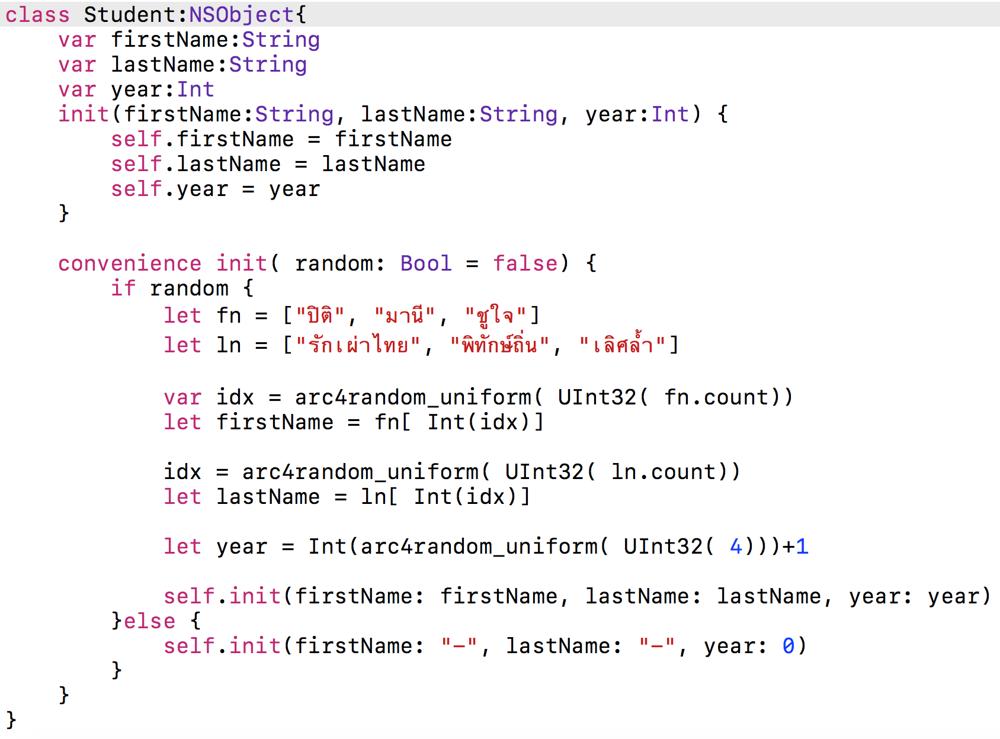 class Student:NSObject{
    var firstName:String
    var lastName:String
    var year:Int
    init(firstName:String, lastName:String, year:Int) {
        self.firstName = firstName
        self.lastName = lastName
        self.year = year
    }

    convenience init( random: Bool = false) {
        if random {
            let fn = ["ปิติ", "มานี", "ชูใจ"]
            let ln = ["รักเผ่าไทย", "พิทักษ์ถิ่น", "เลิศล้ำ"]

            var idx = arc4random_uniform( UInt32( fn.count))
            let firstName = fn[ Int(idx)]

            idx = arc4random_uniform( UInt32( ln.count))
            let lastName = ln[ Int(idx)]

            let year = Int(arc4random_uniform( UInt32( 4)))+1

            self.init(firstName: firstName, lastName: lastName, year: year)
        }else {
            self.init(firstName: "-", lastName: "-", year: 0)
        }
    }
}